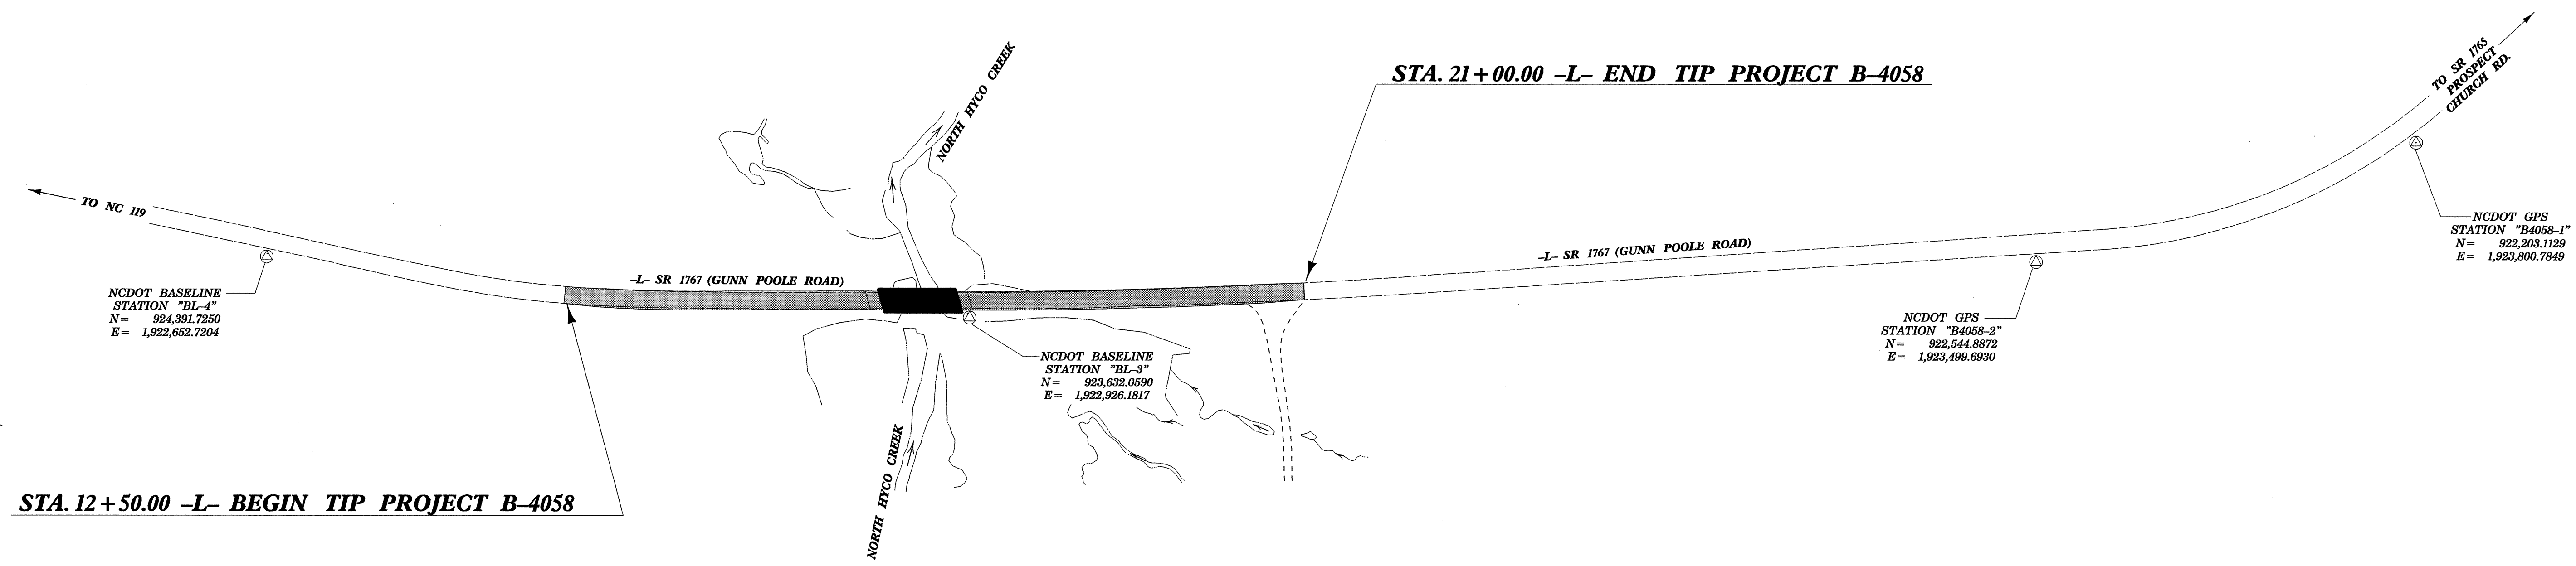 NORTH HYCO CREEK
STA. 21+00.00 –L– END TIP PROJECT B–4058
TO SR 1765
PROSPECT
CHURCH RD.
TO NC 119
NCDOT GPS
STATION "B4058–1"
N= 922,203.1129
E= 1,923,800.7849
–L– SR 1767 (GUNN POOLE ROAD)
–L– SR 1767 (GUNN POOLE ROAD)
NCDOT BASELINE
STATION "BL–4"
N= 924,391.7250
E= 1,922,652.7204
NCDOT GPS
STATION "B4058–2"
N= 922,544.8872
E= 1,923,499.6930
NCDOT BASELINE
STATION "BL–3"
N= 923,632.0590
E= 1,922,926.1817
NORTH HYCO CREEK
STA. 12+50.00 –L– BEGIN TIP PROJECT B–4058